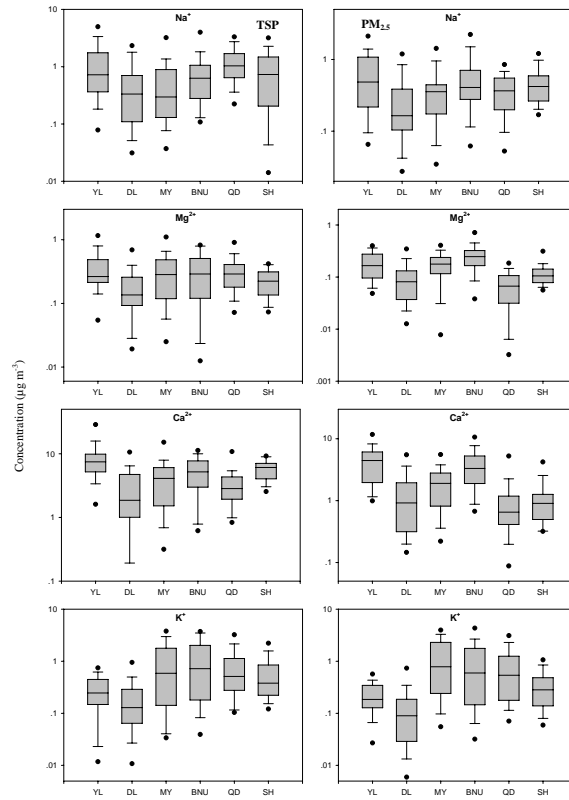 Na⁺ TSP
10
1
.1
.01
YL DL MY BNU QD SH
PM2.5 Na⁺
1
.1
YL DL MY BNU QD SH
Mg²⁺
1
.1
.01
YL DL MY BNU QD SH
Mg²⁺
1
.1
.01
.001
YL DL MY BNU QD SH
Ca²⁺
10
1
.1
YL DL MY BNU QD SH
Ca²⁺
10
1
.1
YL DL MY BNU QD SH
K⁺
10
1
.1
.01
YL DL MY BNU QD SH
K⁺
10
1
.1
.01
YL DL MY BNU QD SH
Concentration (μg m⁻³)